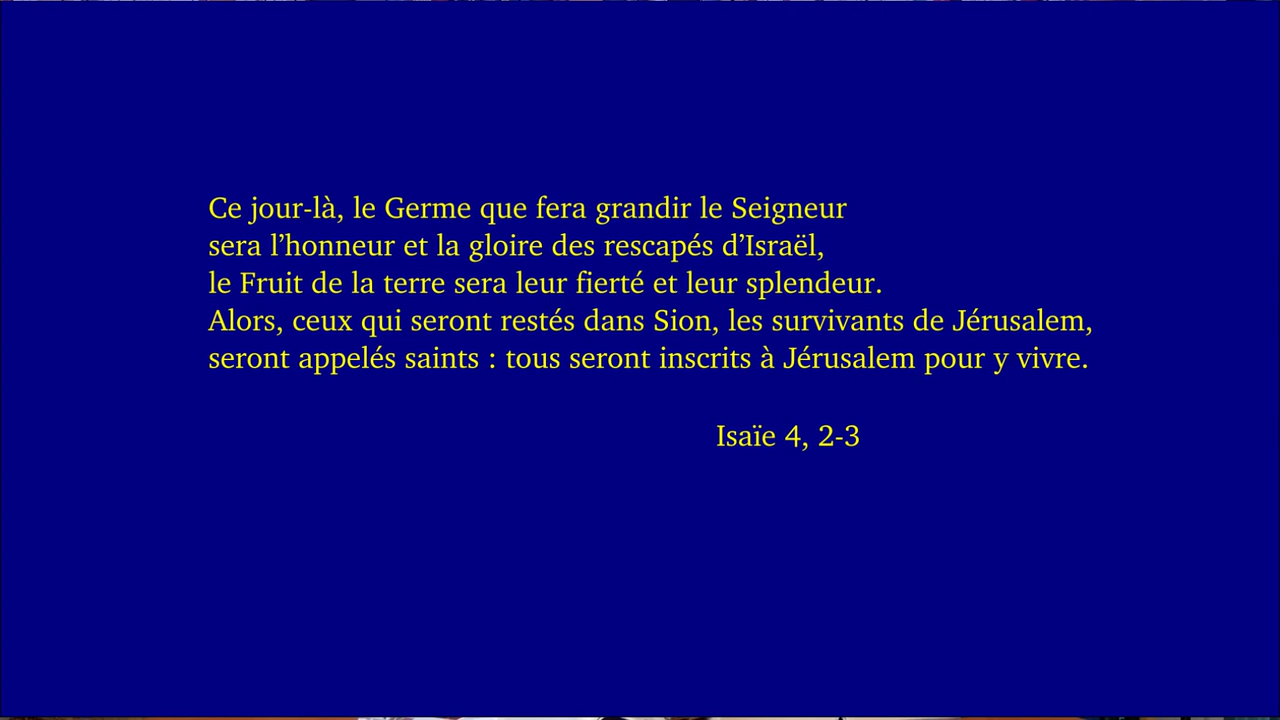 Ce jour-là, le Germe que fera grandir le Seigneur
sera l’honneur et la gloire des rescapés d’Israël,
le Fruit de la terre sera leur fierté et leur splendeur.
Alors, ceux qui seront restés dans Sion, les survivants de Jérusalem,
seront appelés saints : tous seront inscrits à Jérusalem pour y vivre.
Isaïe 4, 2-3